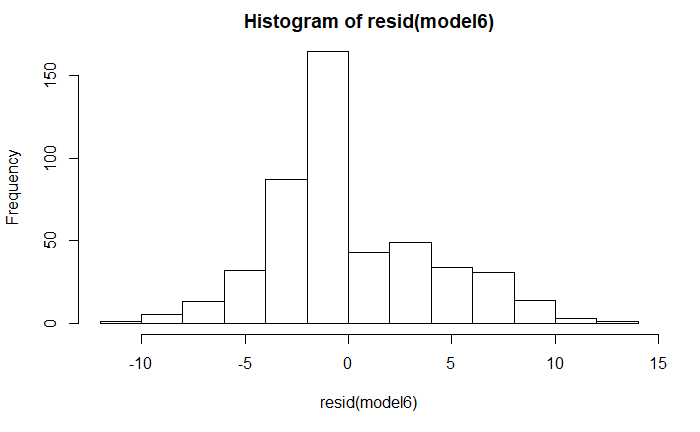 Histogram of resid(model6)
Frequency
150
100
50
0
-10 -5 0 5 10 15
resid(model6)